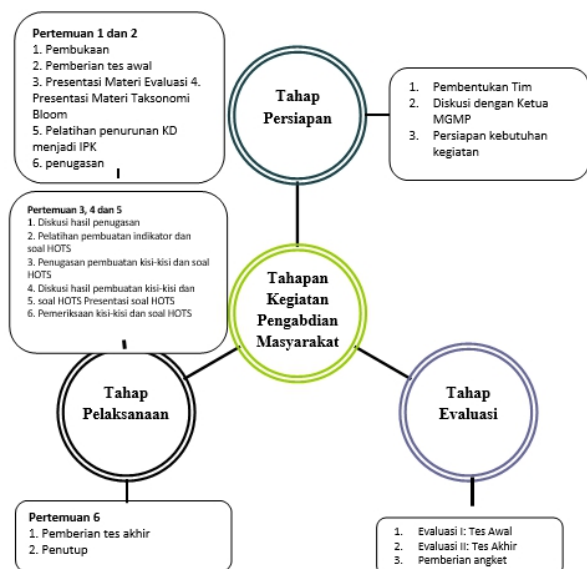 Pertemuan 1 dan 2
1. Pembukaan
2. Pemberian tes awal
3. Presentasi Materi Evaluasi 4.
Presentasi Materi Taksonomi
Bloom
5. Pelatihan penurunan KD
menjadi IPK
6. penugasan
Tahap
Persiapan
1. Pembentukan Tim
2. Diskusi dengan Ketua
MGMP
3. Persiapan kebutuhan
kegiatan
Pertemuan 3, 4 dan 5
1. Diskusi hasil penugasan
2. Pelatihan pembuatan indikator dan
soal HOTS
3. Penugasan pembuatan kisi-kisi dan soal
HOTS
4. Diskusi hasil pembuatan kisi-kisi dan
5. soal HOTS Presentasi soal HOTS
6. Pemeriksaan kisi-kisi dan soal HOTS
Tahapan
Kegiatan
Pengabdian
Masyarakat
Tahap
Pelaksanaan
Tahap
Evaluasi
Pertemuan 6
1. Pemberian tes akhir
2. Penutup
1. Evaluasi I: Tes Awal
2. Evaluasi II: Tes Akhir
3. Pemberian angket